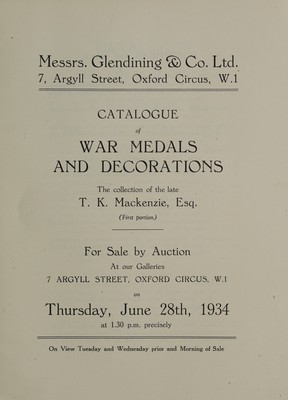 Messrs. Glendining & Co. Ltd.
7, Argyll Street, Oxford Circus, W.1
CATALOGUE
of
WAR MEDALS
AND DECORATIONS
The collection of the late
T. K. Mackenzie, Esq.
(First portion.)
For Sale by Auction
At our Galleries
7 ARGYLL STREET, OXFORD CIRCUS, W.1
on
Thursday, June 28th, 1934
at 1.30 p.m. precisely
On View Tuesday and Wednesday prior and Morning of Sale